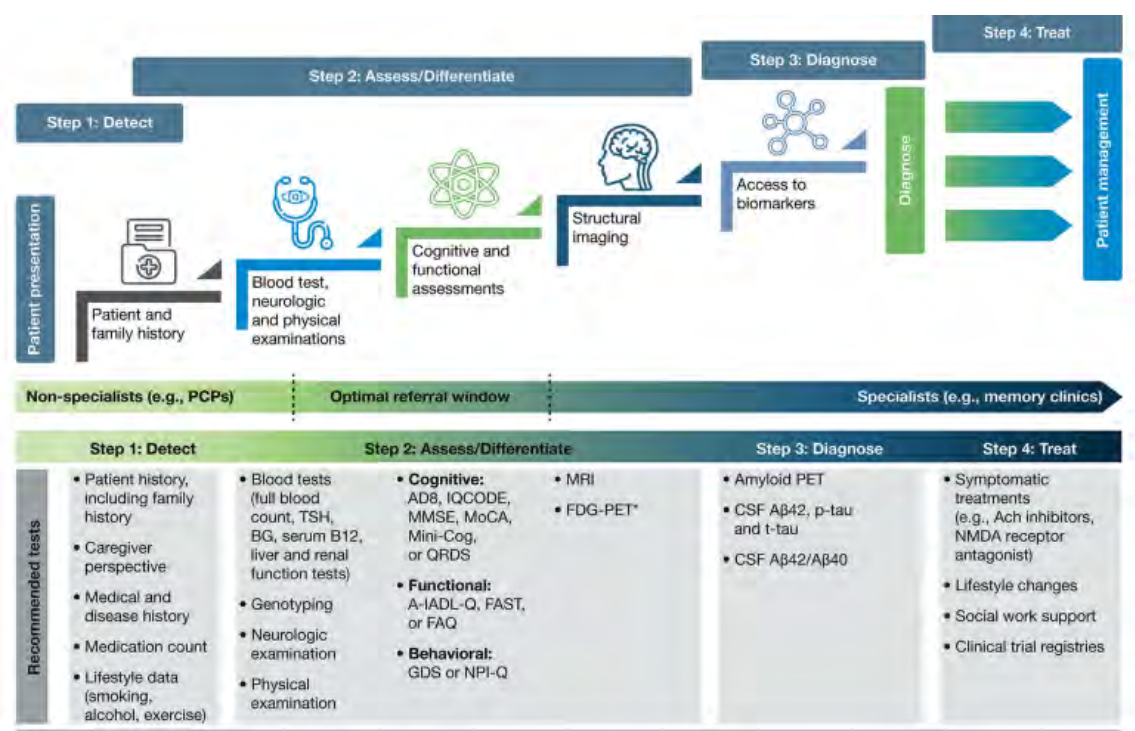 Step 4: Treat
Step 3: Diagnose
Step 2: Assess/Differentiate
Step 1: Detect
Patient presentation
Patient and
family history
Blood test,
neurologic
and physical
examinations
Cognitive and
functional
assessments
Structural
imaging
Access to
biomarkers
Diagnose
Patient management
Non-specialists (e.g., PCPs)
Optimal referral window
Specialists (e.g., memory clinics)
Step 1: Detect
Step 2: Assess/Differentiate
Step 3: Diagnose
Step 4: Treat
Recommended tests
• Patient history,
including family
history
• Caregiver
perspective
• Medical and
disease history
• Medication count
• Lifestyle data
(smoking,
alcohol, exercise)
• Blood tests
(full blood
count, TSH,
BG, serum B12,
liver and renal
function tests)
• Genotyping
• Neurologic
examination
• Physical
examination
• Cognitive:
AD8, IQCODE,
MMSE, MoCA,
Mini-Cog,
or QRDS
• Functional:
A-IADL-Q, FAST,
or FAQ
• Behavioral:
GDS or NPI-Q
• MRI
• FDG-PET*
• Amyloid PET
• CSF Aβ42, p-tau
and t-tau
• CSF Aβ42/Aβ40
• Symptomatic
treatments
(e.g., Ach inhibitors,
NMDA receptor
antagonist)
• Lifestyle changes
• Social work support
• Clinical trial registries